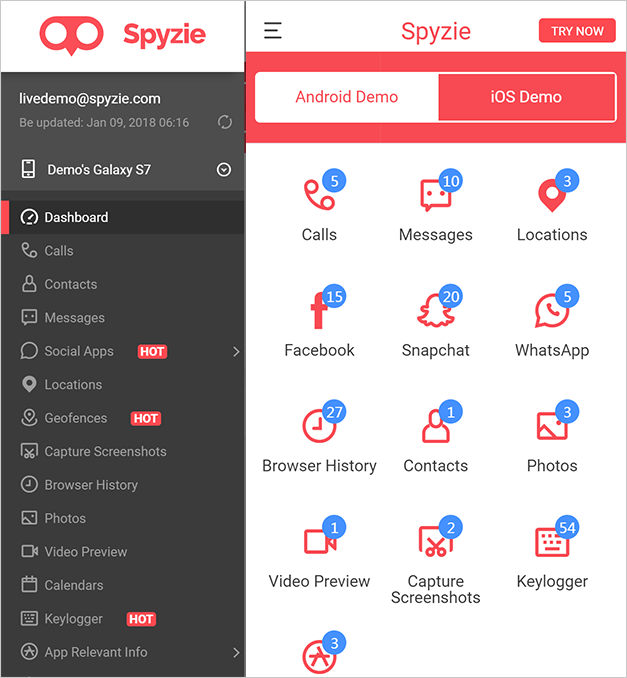 Spyzie
livedemo@spyzie.com
Be updated: Jan 09, 2018 06:16
Demo's Galaxy S7
Dashboard
Calls
Contacts
Messages
Social Apps HOT
Locations
Geofences HOT
Capture Screenshots
Browser History
Photos
Video Preview
Calendars
Keylogger HOT
App Relevant Info
Spyzie TRY NOW
Android Demo iOS Demo
5 10 3
Calls Messages Locations
15 20 5
Facebook Snapchat WhatsApp
27 1 3
Browser History Contacts Photos
1 2 54
Video Preview Capture Keylogger
Screenshots
3